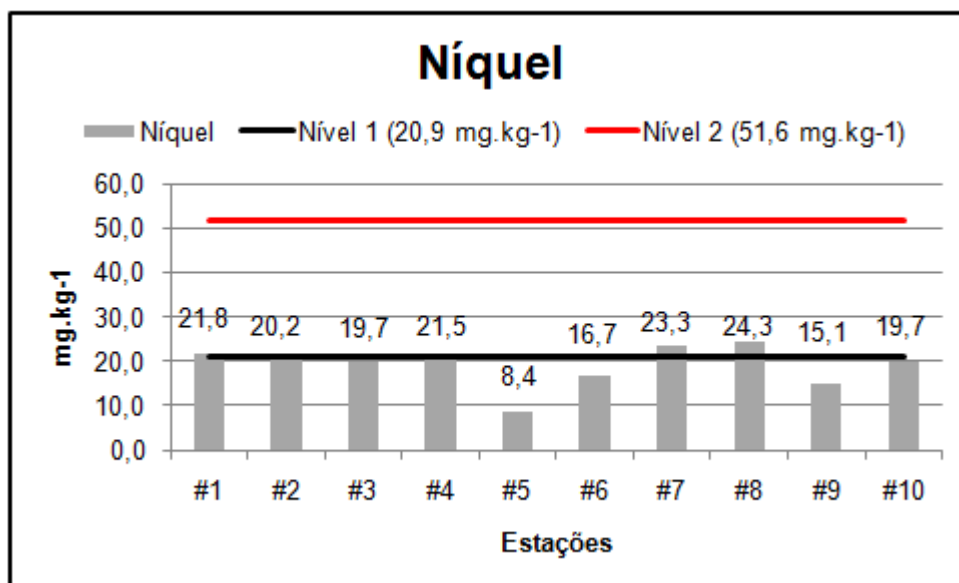 Níquel
Níquel Nível 1 (20,9 mg.kg-1) Nível 2 (51,6 mg.kg-1)
60,0
50,0
40,0
30,0
20,0
10,0
0,0
mg.kg-1
21,8 20,2 19,7 21,5 8,4 16,7 23,3 24,3 15,1 19,7
#1 #2 #3 #4 #5 #6 #7 #8 #9 #10
Estações